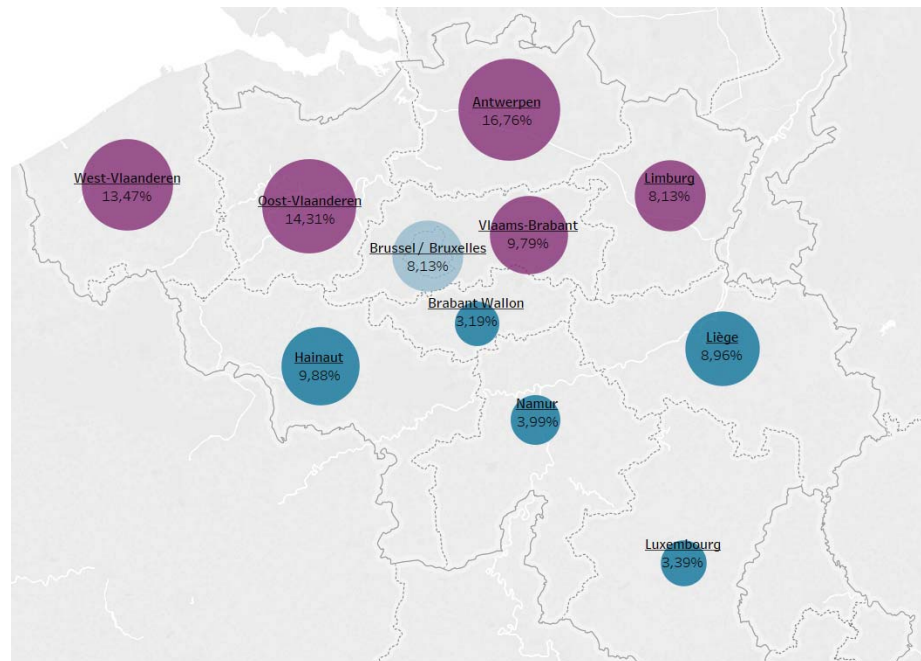 Antwerpen
16,76%
West-Vlaanderen
13,47%
Oost-Vlaanderen
14,31%
Limburg
8,13%
Vlaams-Brabant
9,79%
Brussel / Bruxelles
8,13%
Brabant Wallon
3,19%
Hainaut
9,88%
Liège
8,96%
Namur
3,99%
Luxembourg
3,39%